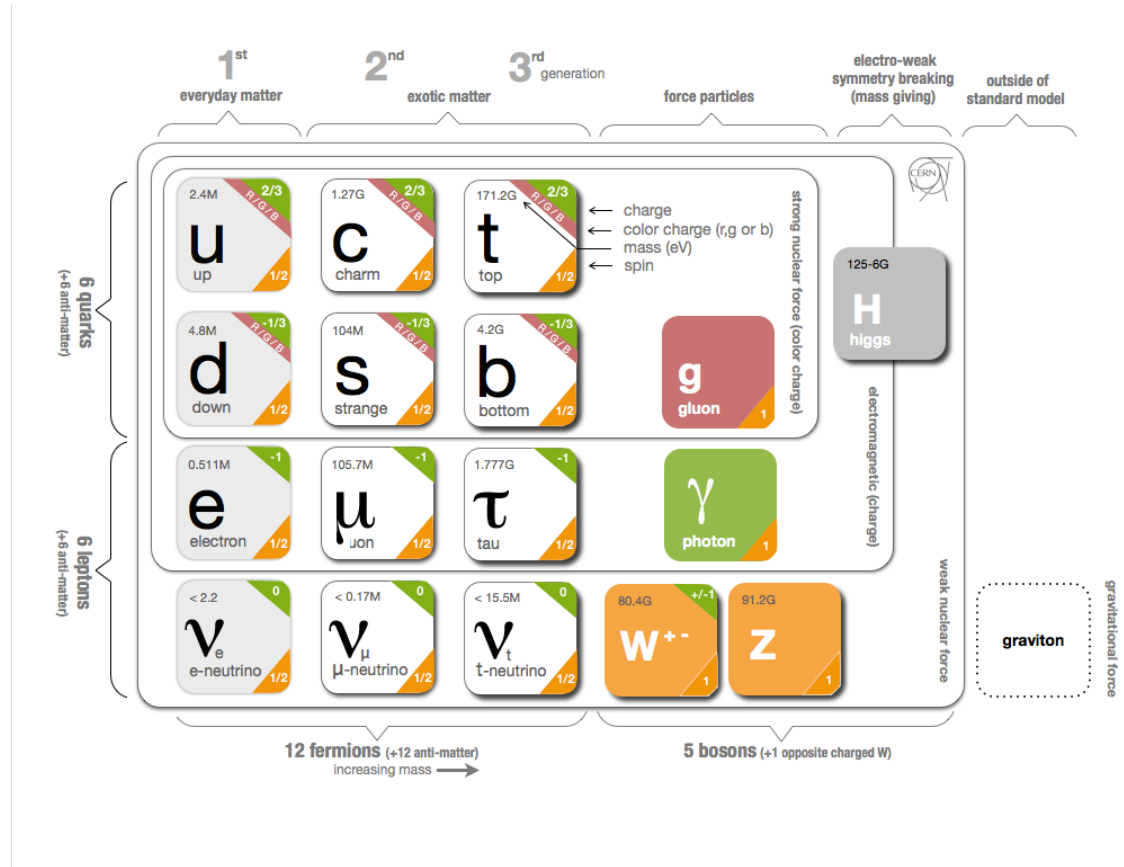 1st
2nd
3rd generation
everyday matter
exotic matter
force particles
electro-weak
symmetry breaking
(mass giving)
outside of
standard model
6 quarks
(+6 anti-matter)
2.4M
2/3
R/G/B
u
up
1/2
1.27G
2/3
R/G/B
c
charm
1/2
171.2G
2/3
R/G/B
t
top
1/2
charge
color charge (r,g or b)
mass (eV)
spin
strong nuclear force (color charge)
CERN
125-6G
H
higgs
4.8M
-1/3
R/G/B
d
down
1/2
104M
-1/3
R/G/B
s
strange
1/2
4.2G
-1/3
R/G/B
b
bottom
1/2
g
gluon
1
electromagnetic (charge)
6 leptons
(+6 anti-matter)
0.511M
-1
e
electron
1/2
105.7M
-1
μ
uon
1/2
1.777G
-1
τ
tau
1/2
γ
photon
1
weak nuclear force
< 2.2
0
νe
e-neutrino
1/2
< 0.17M
0
νμ
μ-neutrino
1/2
< 15.5M
0
νt
t-neutrino
1/2
80.4G
+/-1
W+-
1
91.2G
Z
1
graviton
gravitational force
12 fermions (+12 anti-matter)
increasing mass
5 bosons (+1 opposite charged W)